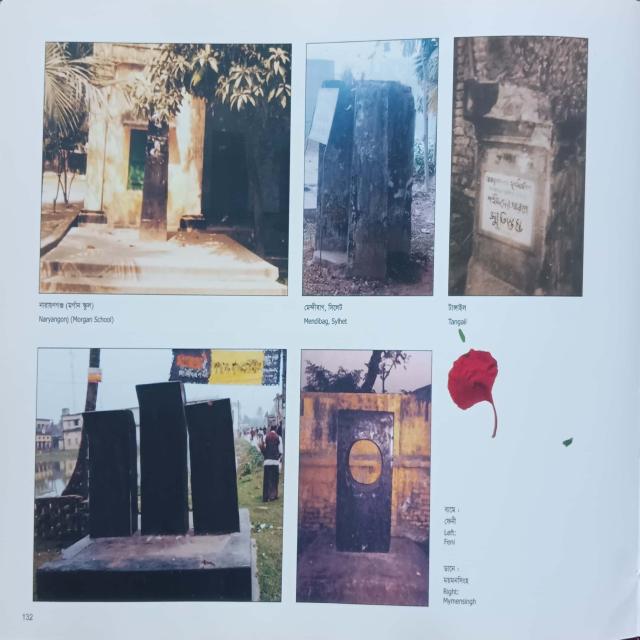 নারায়ণগঞ্জ (মর্গান স্কুল)
Naryangonj (Morgan School)
মেন্দীবাগ, সিলেট
Mendibag, Sylhet
টাঙ্গাইল
Tangail
বামে :
ফেনী
Left:
Feni
ডানে :
ময়মনসিংহ
Right:
Mymensingh
132